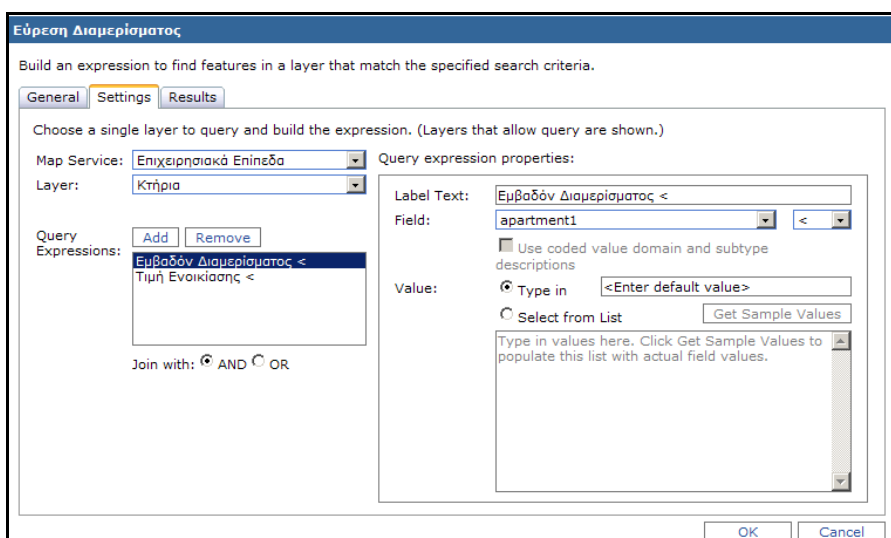 Εύρεση Διαμερίσματος
Build an expression to find features in a layer that match the specified search criteria.
General Settings Results
Choose a single layer to query and build the expression. (Layers that allow query are shown.)
Map Service: Επιχειρησιακά Επίπεδα
Layer: Κτήρια
Query Expressions: Add Remove
Εμβαδόν Διαμερίσματος <
Τιμή Ενοικίασης <
Join with: AND OR
Query expression properties:
Label Text: Εμβαδόν Διαμερίσματος <
Field: apartment1 <
Use coded value domain and subtype
descriptions
Value: Type in <Enter default value>
Select from List Get Sample Values
Type in values here. Click Get Sample Values to
populate this list with actual field values.
OK Cancel